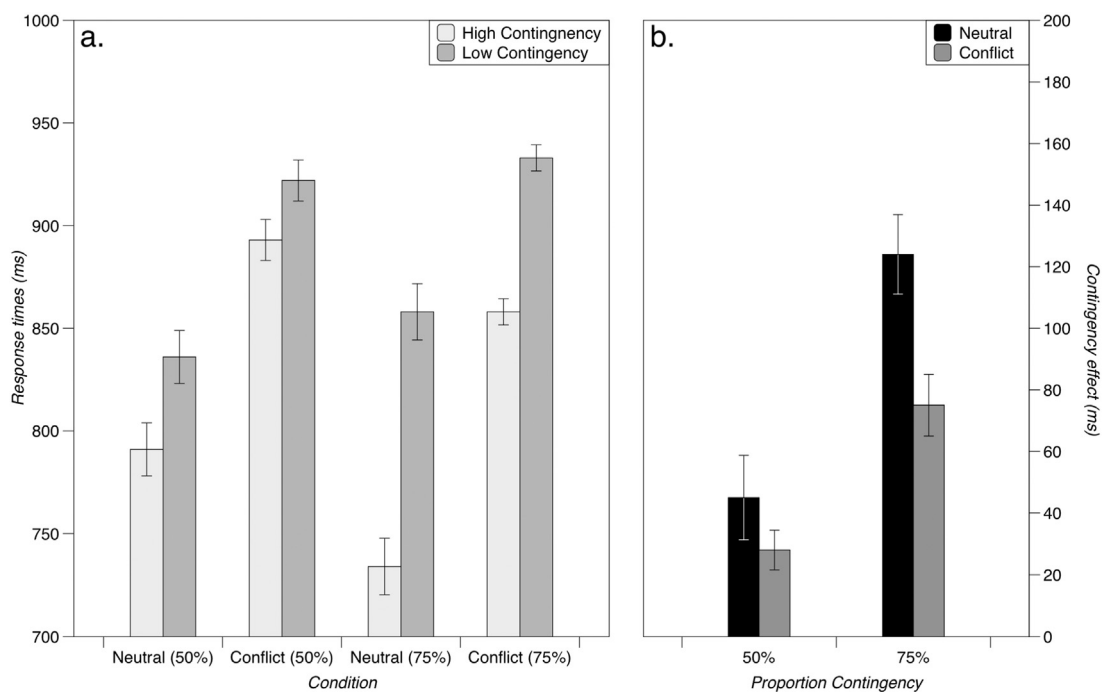 a.
High Contingnency
Low Contingency
1000
950
900
850
800
750
700
Response times (ms)
Neutral (50%)
Conflict (50%)
Neutral (75%)
Conflict (75%)
Condition
b.
Neutral
Conflict
200
180
160
140
120
100
80
60
40
20
0
Contingency effect (ms)
50%
75%
Proportion Contingency